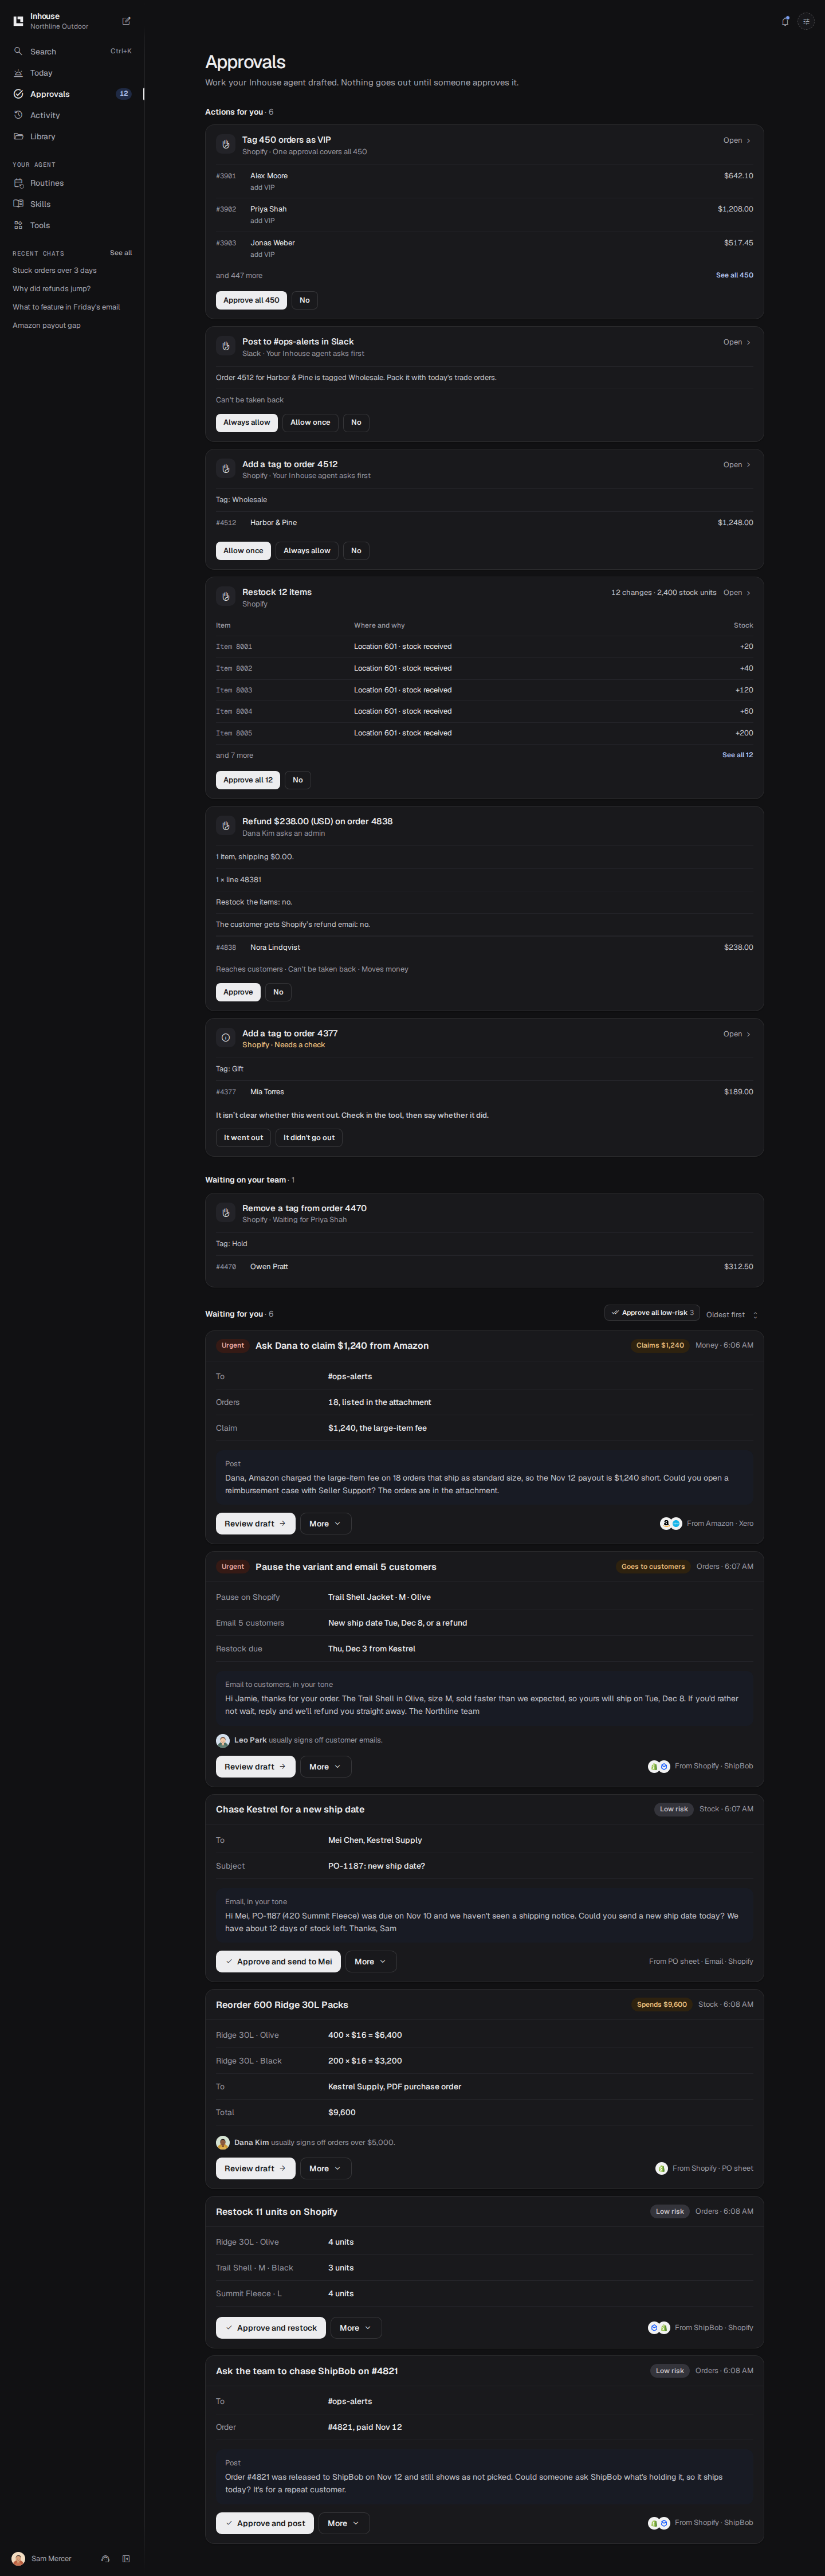 Inhouse
Northline Outdoor
Search Ctrl+K
Today
Approvals 12
Activity
Library
YOUR AGENT
Routines
Skills
Tools
RECENT CHATS See all
Stuck orders over 3 days
Why did refunds jump?
What to feature in Friday's email
Amazon payout gap
Approvals
Work your Inhouse agent drafted. Nothing goes out until someone approves it.
Actions for you · 6
Tag 450 orders as VIP Open
Shopify · One approval covers all 450
#3901 Alex Moore $642.10
add VIP
#3902 Priya Shah $1,208.00
add VIP
#3903 Jonas Weber $517.45
add VIP
and 447 more See all 450
Approve all 450 No
Post to #ops-alerts in Slack Open
Slack · Your Inhouse agent asks first
Order 4512 for Harbor & Pine is tagged Wholesale. Pack it with today's trade orders.
Can't be taken back
Always allow Allow once No
Add a tag to order 4512 Open
Shopify · Your Inhouse agent asks first
Tag: Wholesale
#4512 Harbor & Pine $1,248.00
Allow once Always allow No
Restock 12 items 12 changes · 2,400 stock units Open
Shopify
Item Where and why Stock
Item 8001 Location 601 · stock received +20
Item 8002 Location 601 · stock received +40
Item 8003 Location 601 · stock received +120
Item 8004 Location 601 · stock received +60
Item 8005 Location 601 · stock received +200
and 7 more See all 12
Approve all 12 No
Refund $238.00 (USD) on order 4838
Dana Kim asks an admin
1 item, shipping $0.00.
1 × line 48381
Restock the items: no.
The customer gets Shopify's refund email: no.
#4838 Nora Lindqvist $238.00
Reaches customers · Can't be taken back · Moves money
Approve No
Add a tag to order 4377 Open
Shopify · Needs a check
Tag: Gift
#4377 Mia Torres $189.00
It isn't clear whether this went out. Check in the tool, then say whether it did.
It went out It didn't go out
Waiting on your team · 1
Remove a tag from order 4470
Shopify · Waiting for Priya Shah
Tag: Hold
#4470 Owen Pratt $312.50
Waiting for you · 6 Approve all low-risk 3 Oldest first
Urgent Ask Dana to claim $1,240 from Amazon Claims $1,240 Money · 6:06 AM
To #ops-alerts
Orders 18, listed in the attachment
Claim $1,240, the large-item fee
Post
Dana, Amazon charged the large-item fee on 18 orders that ship as standard size, so the Nov 12 payout is $1,240 short. Could you open a
reimbursement case with Seller Support? The orders are in the attachment.
Review draft More From Amazon · Xero
Urgent Pause the variant and email 5 customers Goes to customers Orders · 6:07 AM
Pause on Shopify Trail Shell Jacket · M · Olive
Email 5 customers New ship date Tue, Dec 8, or a refund
Restock due Thu, Dec 3 from Kestrel
Email to customers, in your tone
Hi Jamie, thanks for your order. The Trail Shell in Olive, size M, sold faster than we expected, so yours will ship on Tue, Dec 8. If you'd rather
not wait, reply and we'll refund you straight away. The Northline team
Leo Park usually signs off customer emails.
Review draft More From Shopify · ShipBob
Chase Kestrel for a new ship date Low risk Stock · 6:07 AM
To Mei Chen, Kestrel Supply
Subject PO-1187: new ship date?
Email, in your tone
Hi Mei, PO-1187 (420 Summit Fleece) was due on Nov 10 and we haven't seen a shipping notice. Could you send a new ship date today? We
have about 12 days of stock left. Thanks, Sam
Approve and send to Mei More From PO sheet · Email · Shopify
Reorder 600 Ridge 30L Packs Spends $9,600 Stock · 6:08 AM
Ridge 30L · Olive 400 × $16 = $6,400
Ridge 30L · Black 200 × $16 = $3,200
To Kestrel Supply, PDF purchase order
Total $9,600
Dana Kim usually signs off orders over $5,000.
Review draft More From Shopify · PO sheet
Restock 11 units on Shopify Low risk Orders · 6:08 AM
Ridge 30L · Olive 4 units
Trail Shell · M · Black 3 units
Summit Fleece · L 4 units
Approve and restock More From ShipBob · Shopify
Ask the team to chase ShipBob on #4821 Low risk Orders · 6:08 AM
To #ops-alerts
Order #4821, paid Nov 12
Post
Order #4821 was released to ShipBob on Nov 12 and still shows as not picked. Could someone ask ShipBob what's holding it, so it ships
today? It's for a repeat customer.
Approve and post More From Shopify · ShipBob
Sam Mercer